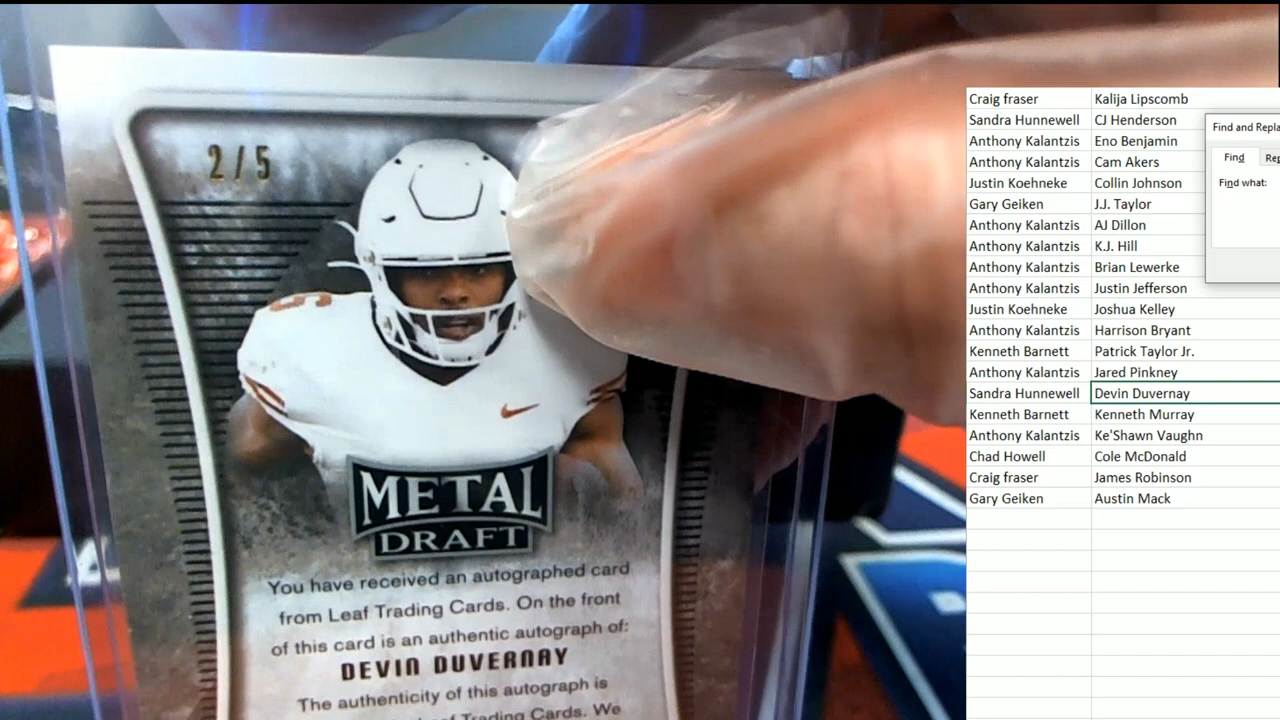 2/5
METAL
DRAFT
You have received an autographed card
from Leaf Trading Cards. On the front
of this card is an authentic autograph of:
DEVIN DUVERNAY
The authenticity of this autograph is
Leaf Trading Cards. We
Craig fraser Kalija Lipscomb
Sandra Hunnewell CJ Henderson
Anthony Kalantzis Eno Benjamin
Anthony Kalantzis Cam Akers
Justin Koehneke Collin Johnson
Gary Geiken J.J. Taylor
Anthony Kalantzis AJ Dillon
Anthony Kalantzis K.J. Hill
Anthony Kalantzis Brian Lewerke
Anthony Kalantzis Justin Jefferson
Justin Koehneke Joshua Kelley
Anthony Kalantzis Harrison Bryant
Kenneth Barnett Patrick Taylor Jr.
Anthony Kalantzis Jared Pinkney
Sandra Hunnewell Devin Duvernay
Kenneth Barnett Kenneth Murray
Anthony Kalantzis Ke'Shawn Vaughn
Chad Howell Cole McDonald
Craig fraser James Robinson
Gary Geiken Austin Mack
Find and Repla
Find Rep
Find what: